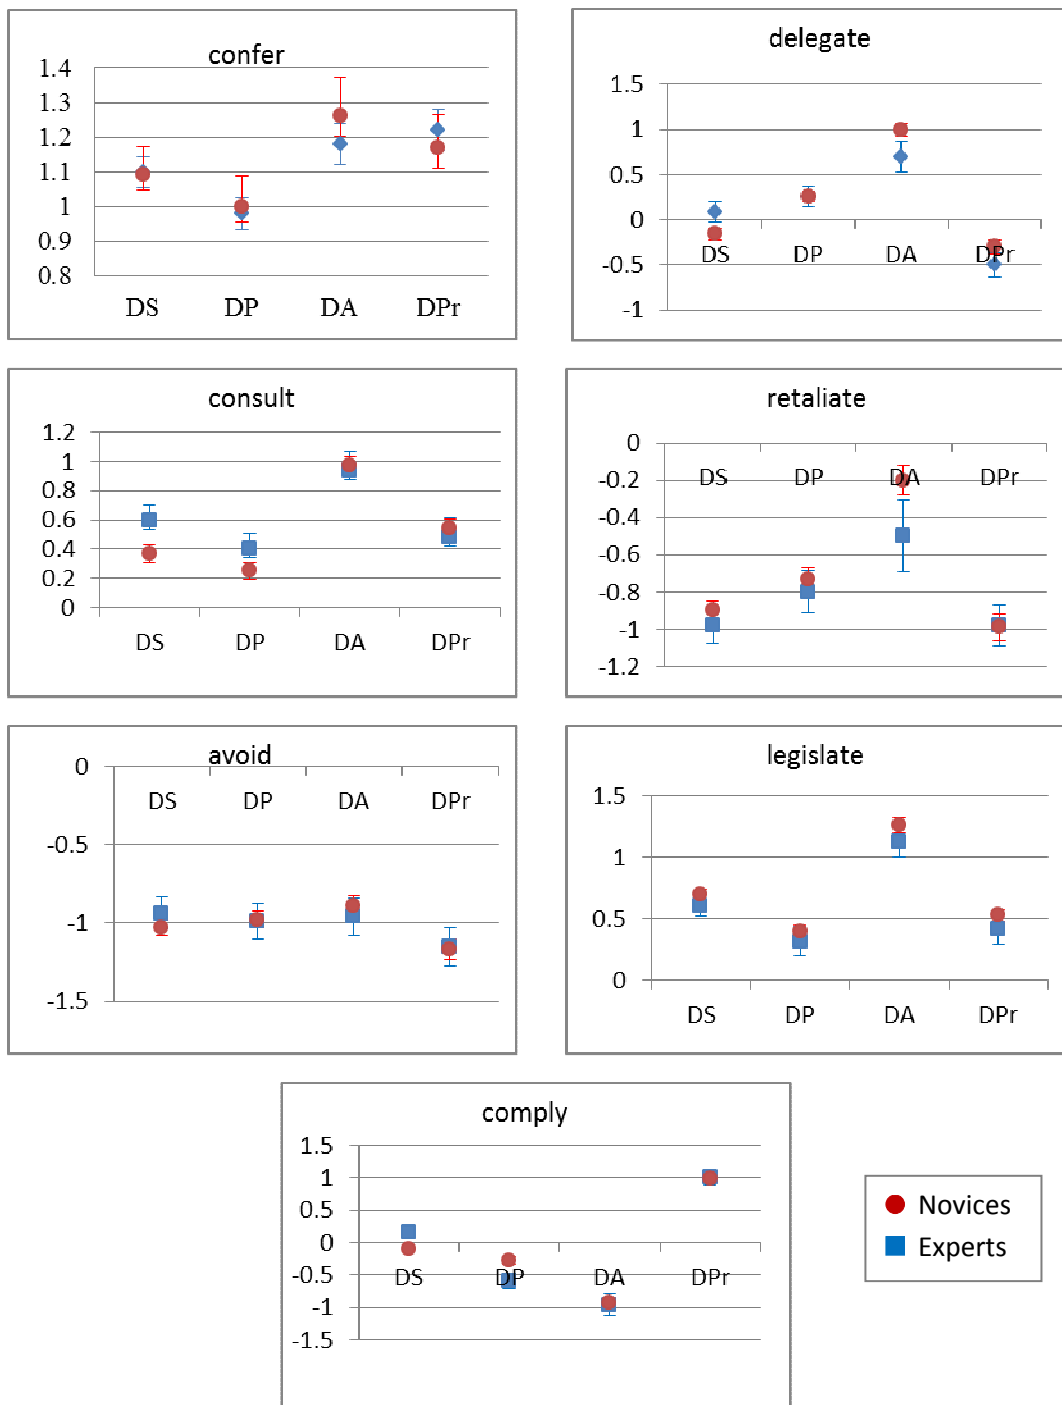 confer
1.4
1.3
1.2
1.1
1
0.9
0.8
DS DP DA DPr
delegate
1.5
1
0.5
0
-0.5
-1
DS DP DA DPr
consult
1.2
1
0.8
0.6
0.4
0.2
0
DS DP DA DPr
retaliate
0
-0.2
-0.4
-0.6
-0.8
-1
-1.2
DS DP DA DPr
avoid
0
-0.5
-1
-1.5
DS DP DA DPr
legislate
1.5
1
0.5
0
DS DP DA DPr
comply
1.5
1
0.5
0
-0.5
-1
-1.5
DS DP DA DPr
Novices
Experts